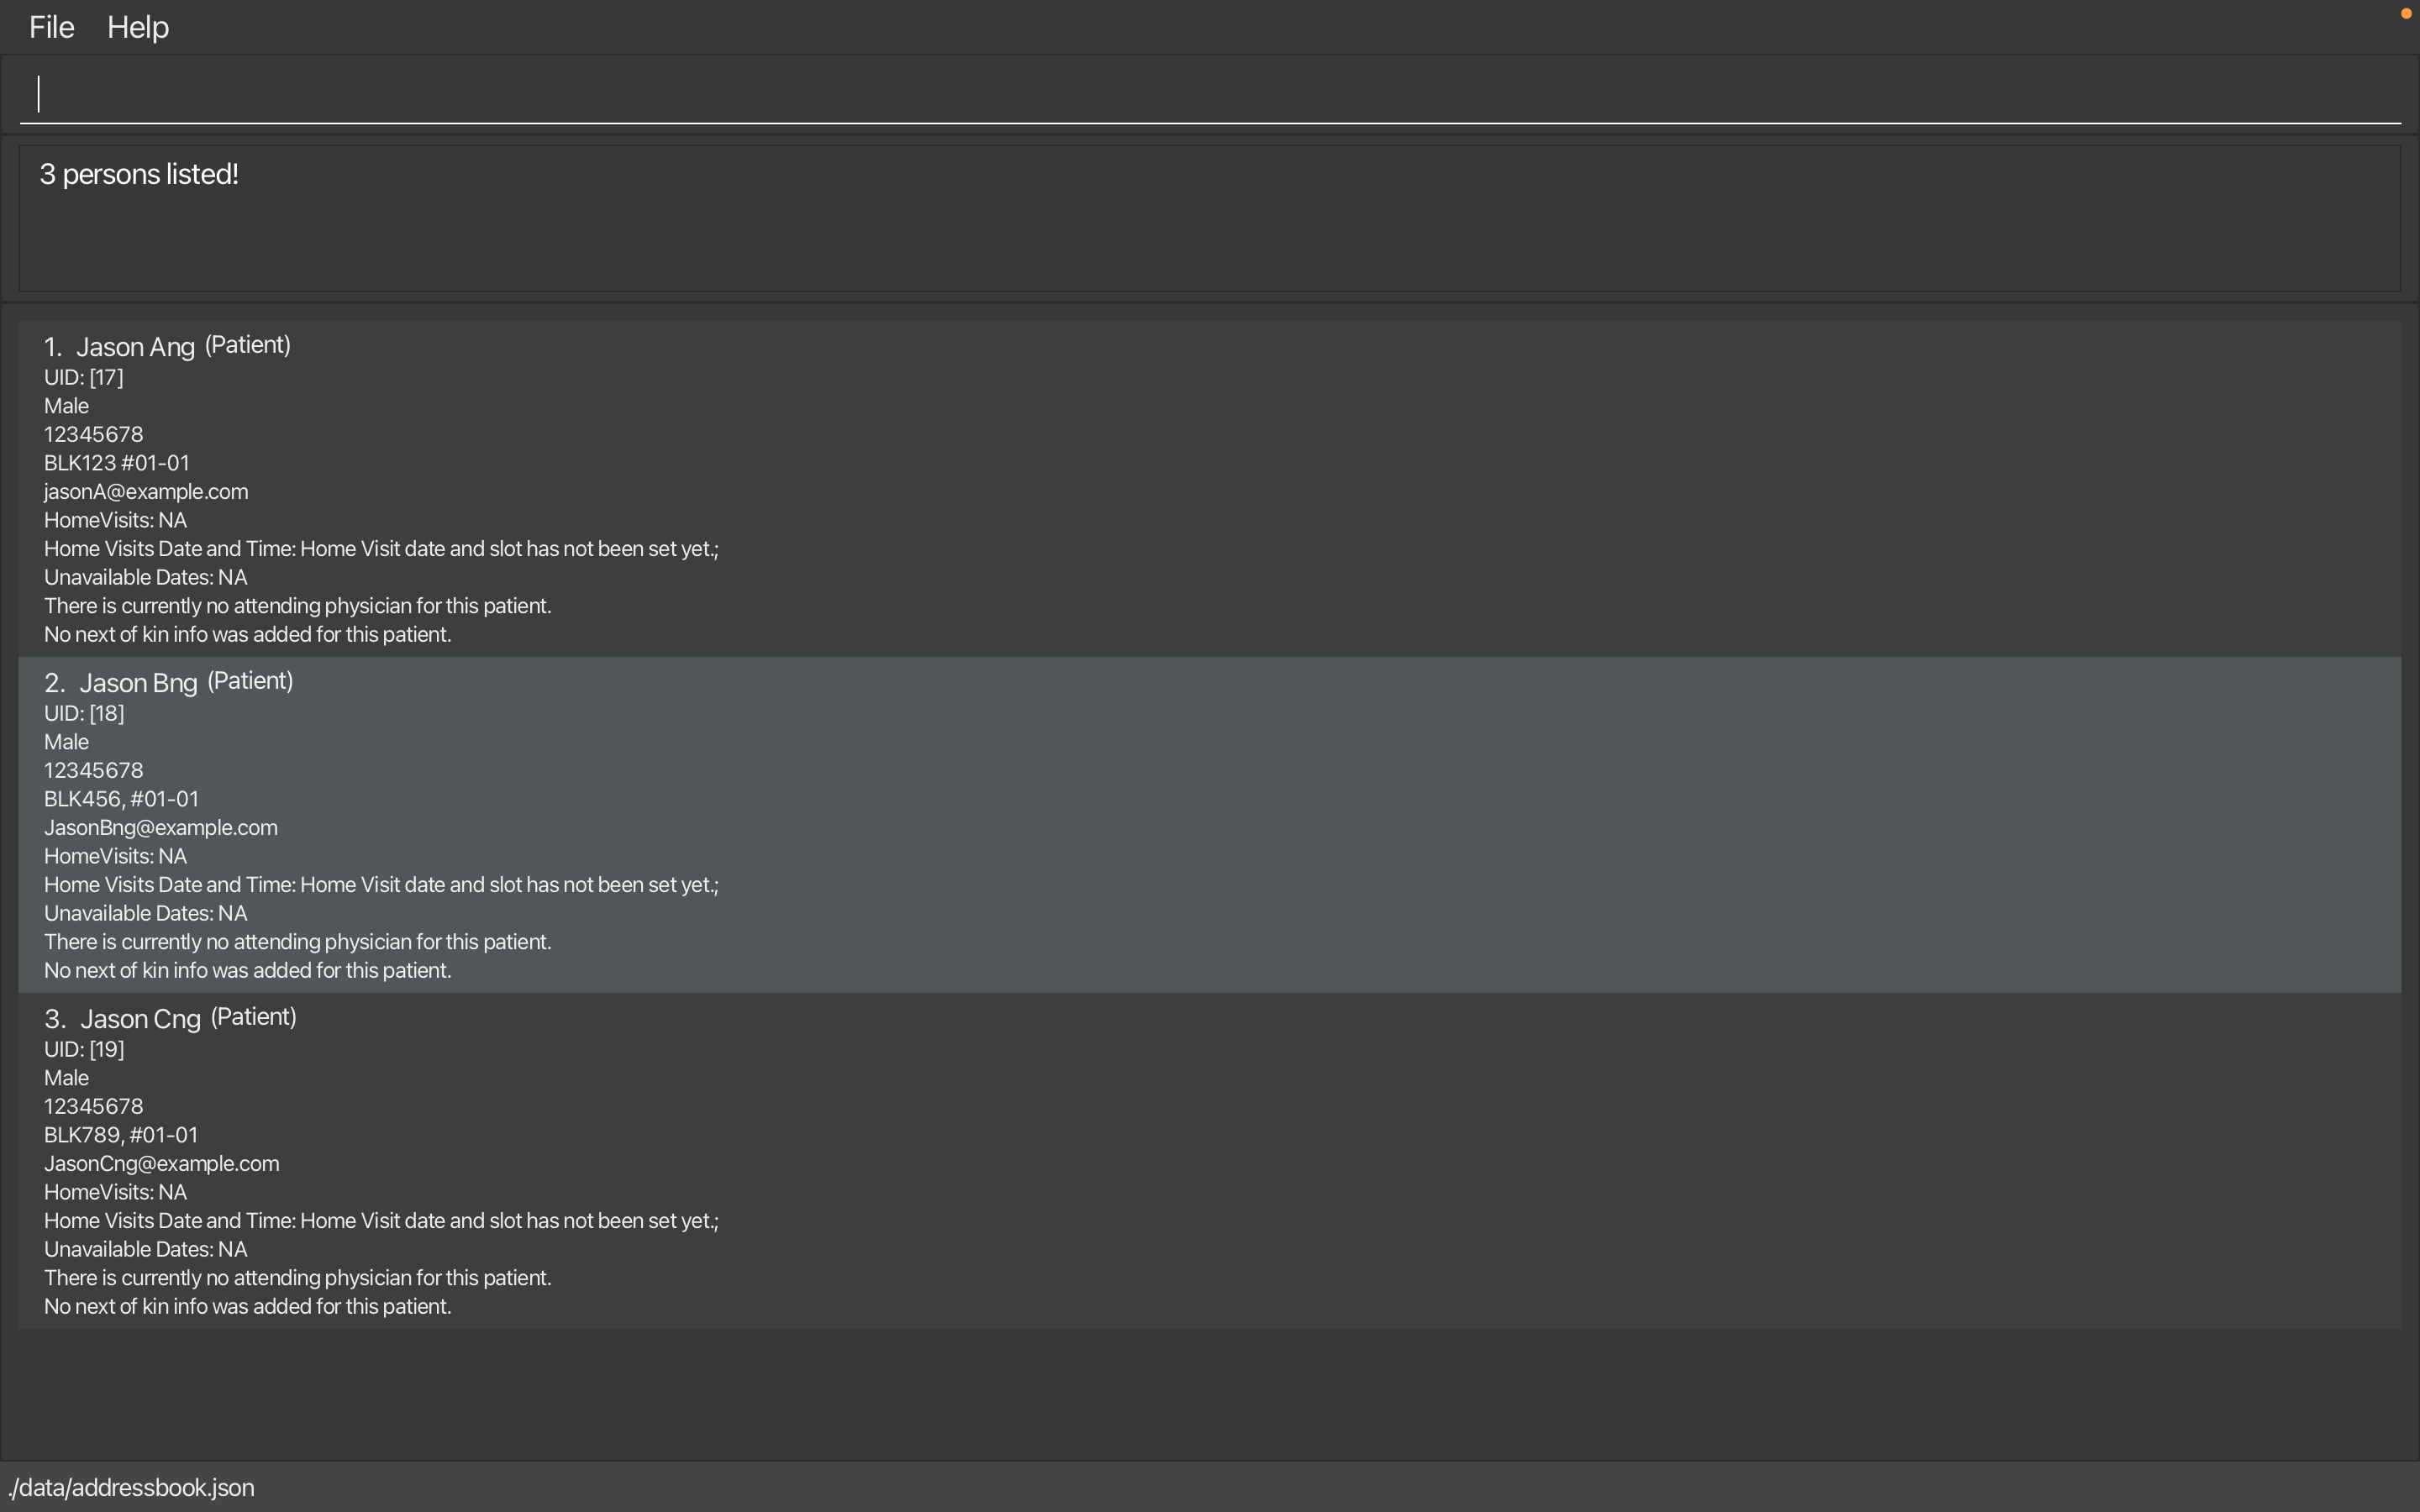 File Help
3 persons listed!
1. Jason Ang (Patient)
UID: [17]
Male
12345678
BLK123 #01-01
jasonA@example.com
HomeVisits: NA
Home Visits Date and Time: Home Visit date and slot has not been set yet.;
Unavailable Dates: NA
There is currently no attending physician for this patient.
No next of kin info was added for this patient.
2. Jason Bng (Patient)
UID: [18]
Male
12345678
BLK456, #01-01
JasonBng@example.com
HomeVisits: NA
Home Visits Date and Time: Home Visit date and slot has not been set yet.;
Unavailable Dates: NA
There is currently no attending physician for this patient.
No next of kin info was added for this patient.
3. Jason Cng (Patient)
UID: [19]
Male
12345678
BLK789, #01-01
JasonCng@example.com
HomeVisits: NA
Home Visits Date and Time: Home Visit date and slot has not been set yet.;
Unavailable Dates: NA
There is currently no attending physician for this patient.
No next of kin info was added for this patient.
./data/addressbook.json